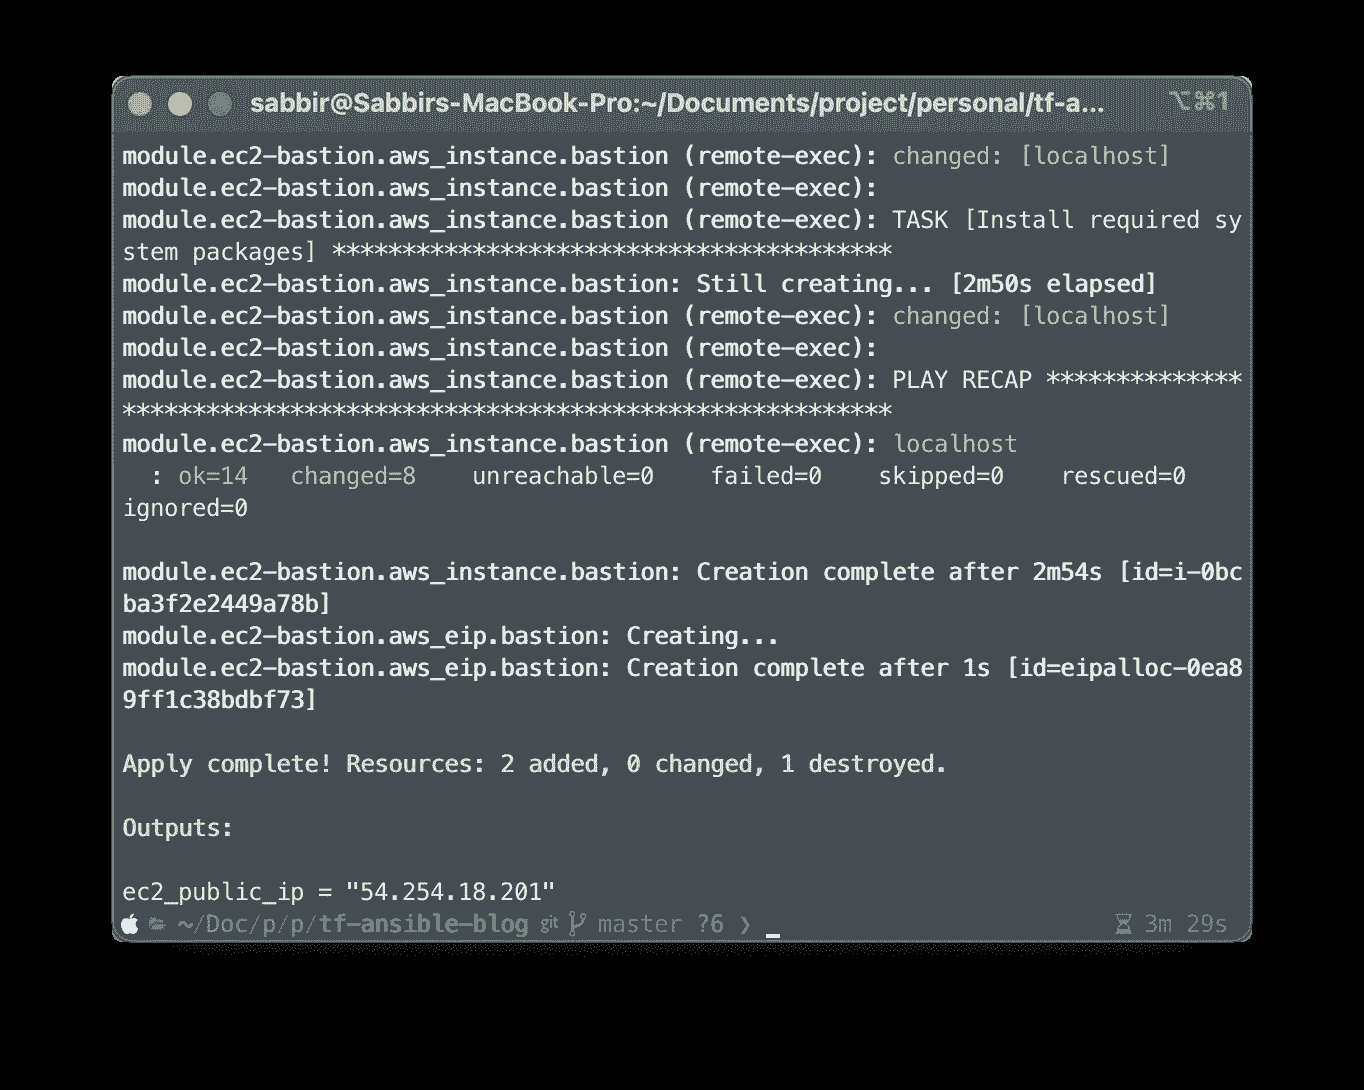 sabbir@Sabbirs-MacBook-Pro:~/Documents/project/personal/tf-a... ⌥⌘1
module.ec2-bastion.aws_instance.bastion (remote-exec): changed: [localhost]
module.ec2-bastion.aws_instance.bastion (remote-exec):
module.ec2-bastion.aws_instance.bastion (remote-exec): TASK [Install required sy
stem packages] ****************************************
module.ec2-bastion.aws_instance.bastion: Still creating... [2m50s elapsed]
module.ec2-bastion.aws_instance.bastion (remote-exec): changed: [localhost]
module.ec2-bastion.aws_instance.bastion (remote-exec):
module.ec2-bastion.aws_instance.bastion (remote-exec): PLAY RECAP **************
*******************************************************
module.ec2-bastion.aws_instance.bastion (remote-exec): localhost
  : ok=14   changed=8    unreachable=0    failed=0    skipped=0    rescued=0
ignored=0
module.ec2-bastion.aws_instance.bastion: Creation complete after 2m54s [id=i-0bc
ba3f2e2449a78b]
module.ec2-bastion.aws_eip.bastion: Creating...
module.ec2-bastion.aws_eip.bastion: Creation complete after 1s [id=eipalloc-0ea8
9ff1c38bdbf73]
Apply complete! Resources: 2 added, 0 changed, 1 destroyed.
Outputs:
ec2_public_ip = "54.254.18.201"
~/Doc/p/p/tf-ansible-blog git master ?6 ❯ 3m 29s